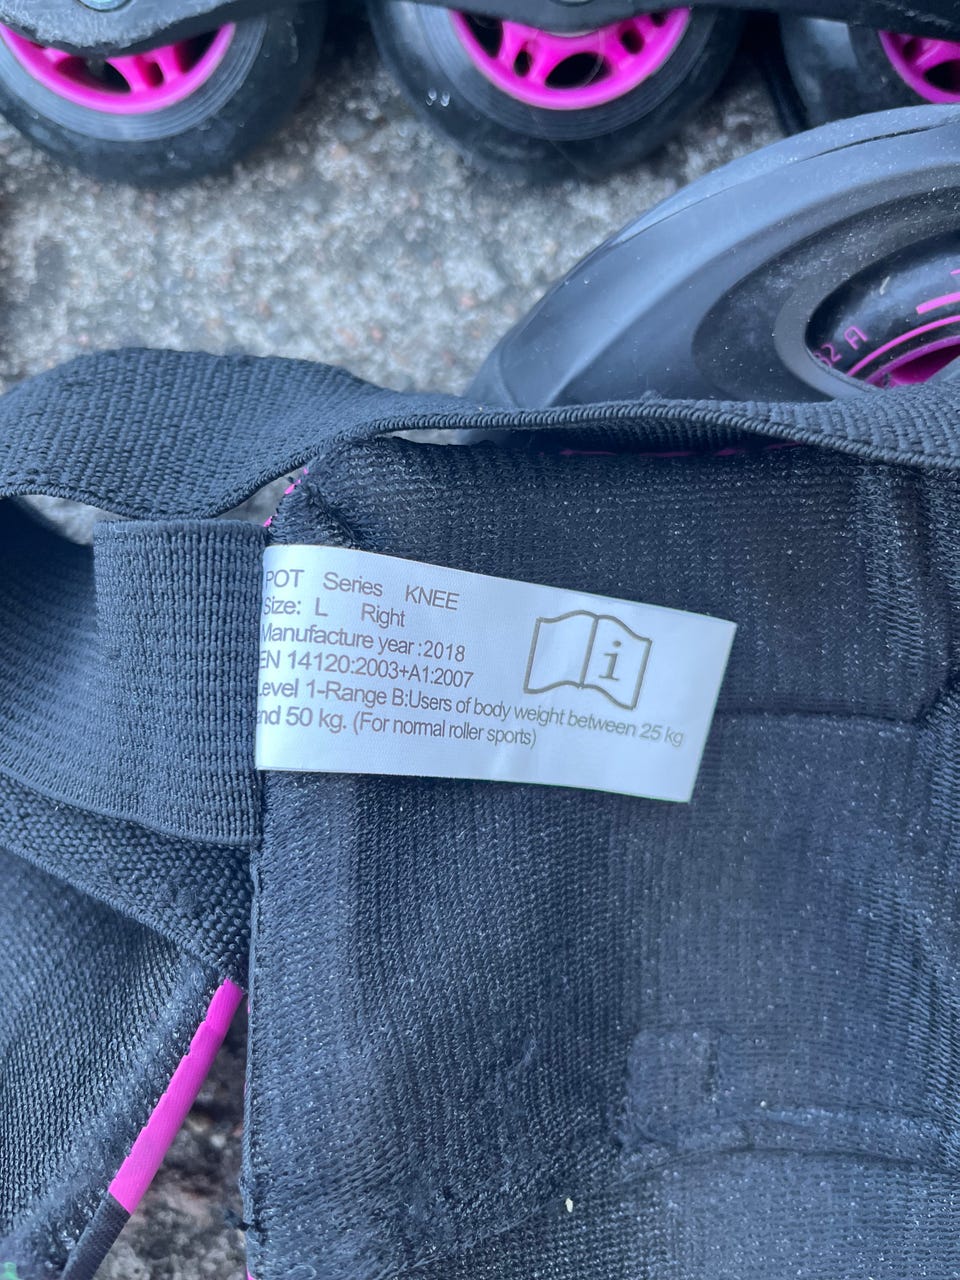 82 A
POT Series KNEE
Size: L Right
Manufacture year :2018
EN 14120:2003+A1:2007
Level 1-Range B:Users of body weight between 25 kg
and 50 kg. (For normal roller sports)
i